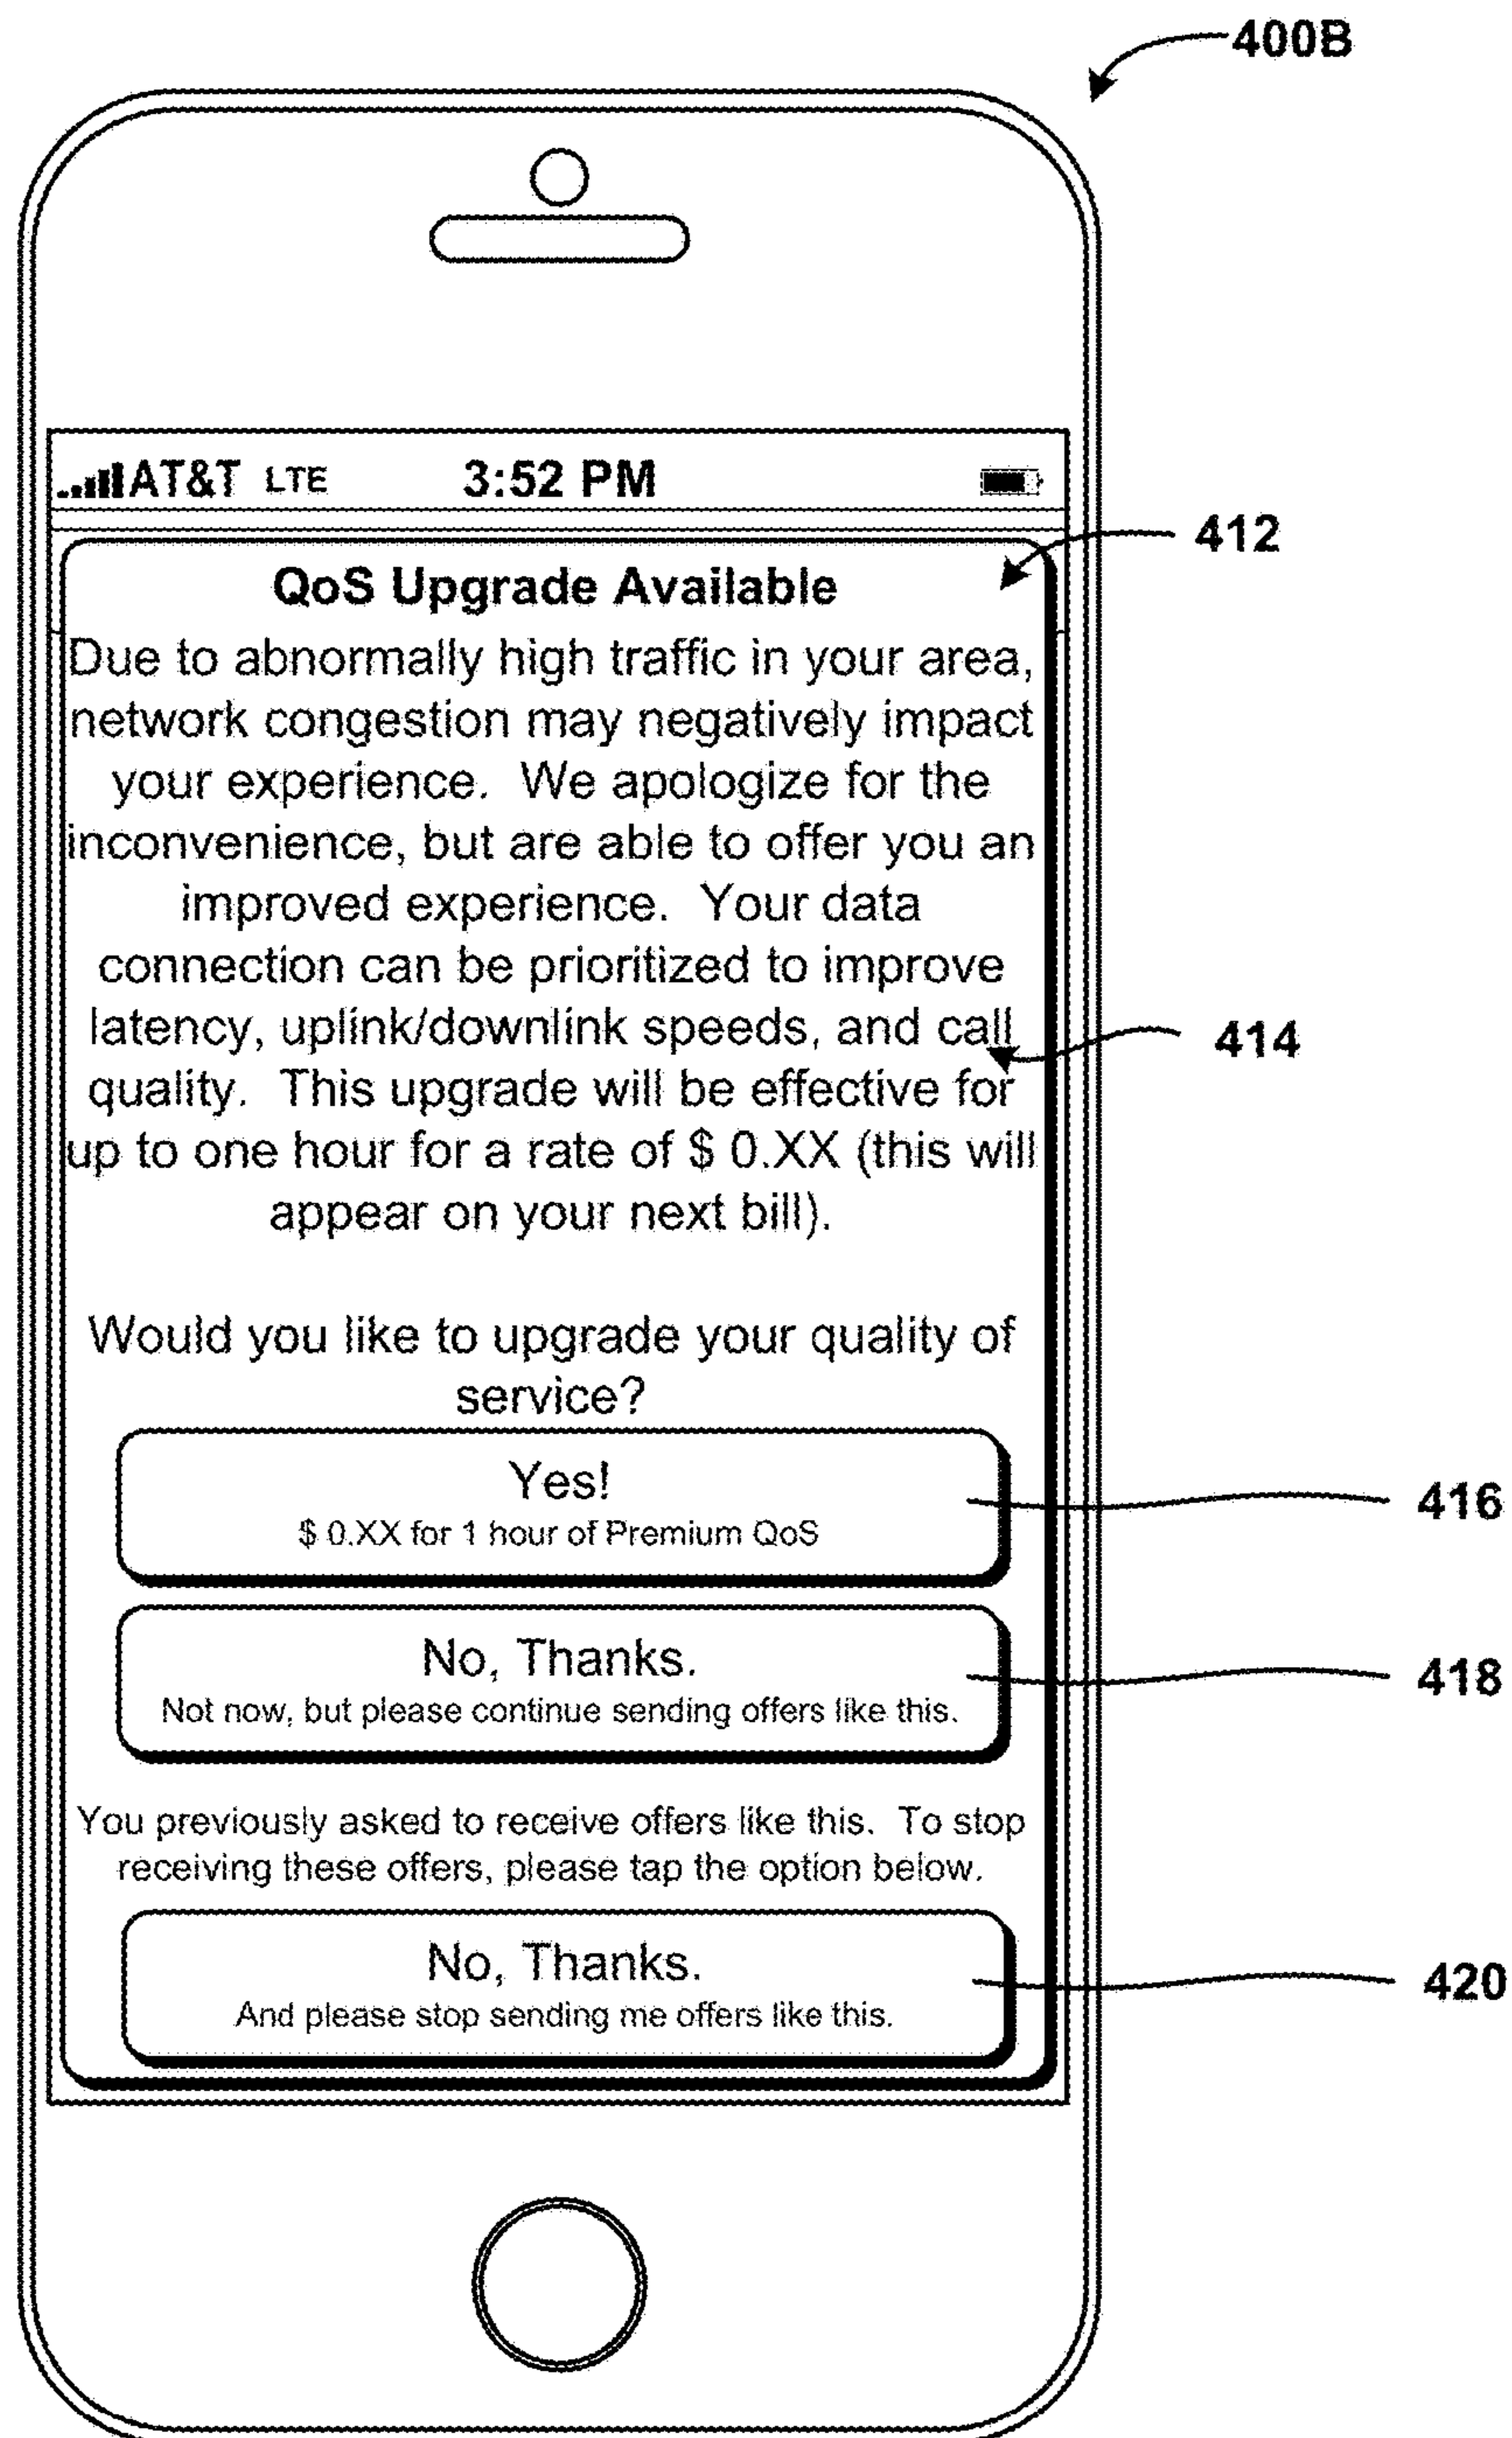 400B
AT&T LTE 3:52 PM
412
QoS Upgrade Available
Due to abnormally high traffic in your area,
network congestion may negatively impact
your experience.  We apologize for the
inconvenience, but are able to offer you an
improved experience.  Your data
connection can be prioritized to improve
latency, uplink/downlink speeds, and call
414
quality.  This upgrade will be effective for
up to one hour for a rate of $ 0.XX (this will
appear on your next bill).
Would you like to upgrade your quality of
service?
Yes!
416
$ 0.XX for 1 hour of Premium QoS
No, Thanks.
418
Not now, but please continue sending offers like this.
You previously asked to receive offers like this.  To stop
receiving these offers, please tap the option below.
No, Thanks.
420
And please stop sending me offers like this.